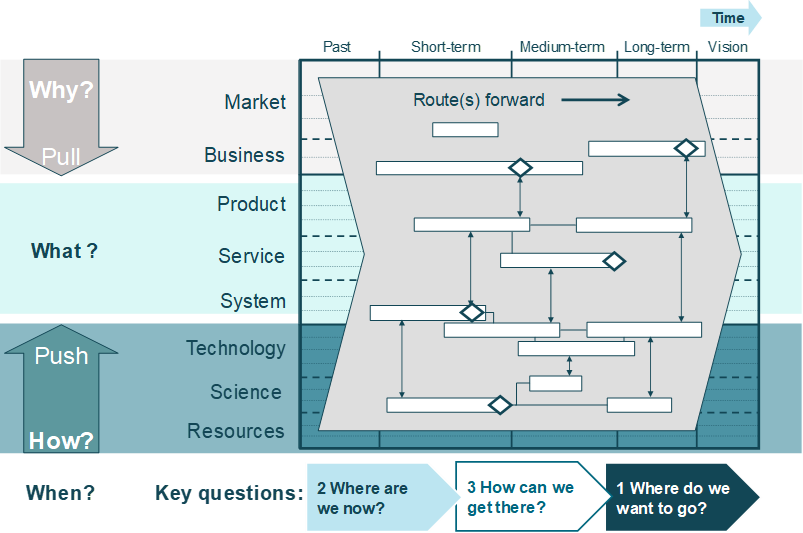 Time
Past Short-term Medium-term Long-term Vision
Why?
Pull
Market
Route(s) forward
Business
Product
What ?
Service
System
Push
Technology
Science
How?
Resources
When?
Key questions:
2 Where are
we now?
3 How can we
get there?
1 Where do we
want to go?